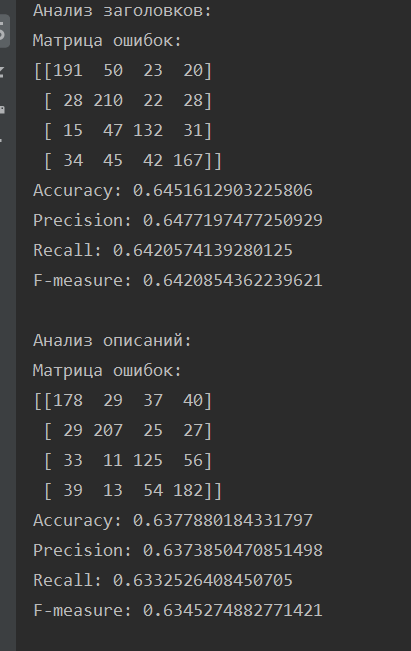 Анализ заголовков:
Матрица ошибок:
[[191  50  23  20]
 [ 28 210  22  28]
 [ 15  47 132  31]
 [ 34  45  42 167]]
Accuracy: 0.6451612903225806
Precision: 0.6477197477250929
Recall: 0.6420574139280125
F-measure: 0.6420854362239621

Анализ описаний:
Матрица ошибок:
[[178  29  37  40]
 [ 29 207  25  27]
 [ 33  11 125  56]
 [ 39  13  54 182]]
Accuracy: 0.6377880184331797
Precision: 0.6373850470851498
Recall: 0.6332526408450705
F-measure: 0.6345274882771421